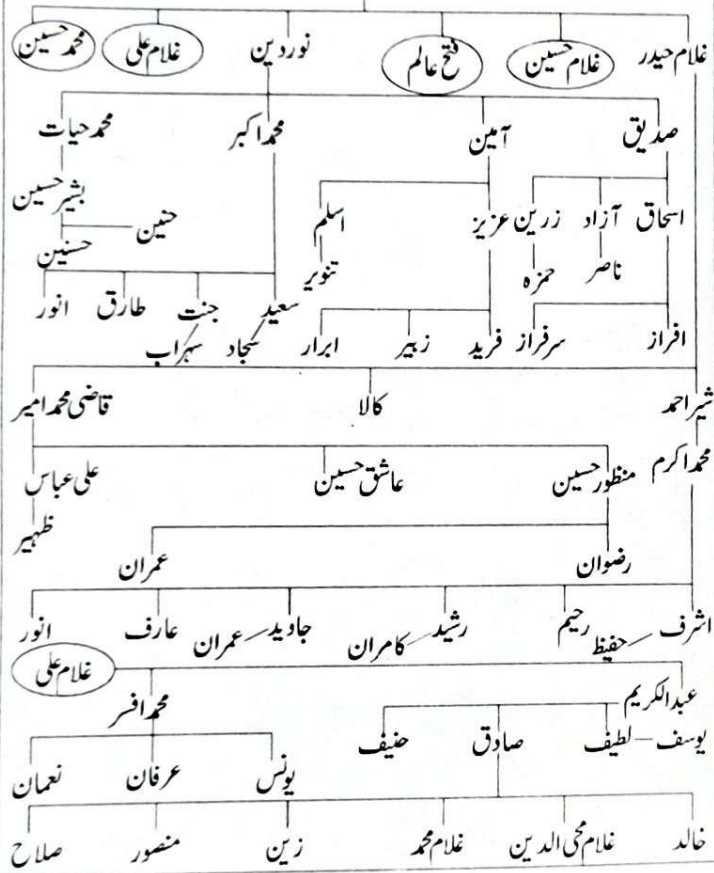 غلام حیدر غلام حسین فتح عالم نوردین غلام علی محمد حسین
صدیق آمین محمد اکبر محمد حیات
اسحاق آزاد زرین عزیز اسلم بشیر حسین
حنین
ناصر حمزہ تنویر حسنین
سعید جنت طارق انور
افراز سرفراز فرید زبیر ابرار سجاد سہراب
شیر احمد کالا قاضی محمد امیر
محمد اکرم منظور حسین عاشق حسین علی عباس
ظہیر
رضوان عمران
اشرف حفیظ رحیم رشید کامران جاوید عمران عارف انور
غلام علی
عبدالکریم محمد افسر
یوسف – لطیف صادق حنیف یونس عرفان نعمان
خالد غلام محی الدین غلام محمد زین منصور صلاح